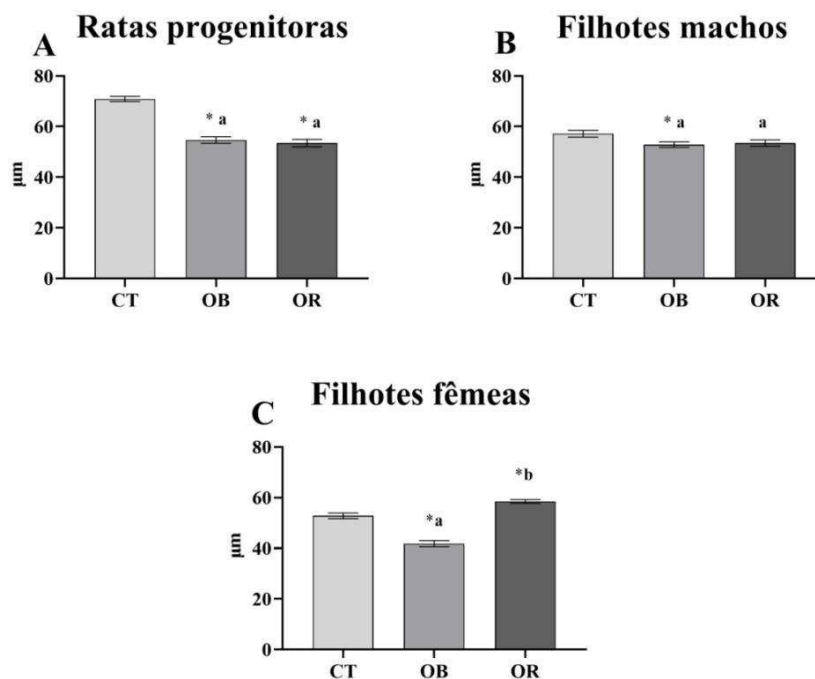 A Ratas progenitoras
80
60
40
20
0
µm
* a
* a
CT OB OR
B Filhotes machos
80
60
40
20
0
µm
* a
a
CT OB OR
C Filhotes fêmeas
80
60
40
20
0
µm
*a
*b
CT OB OR